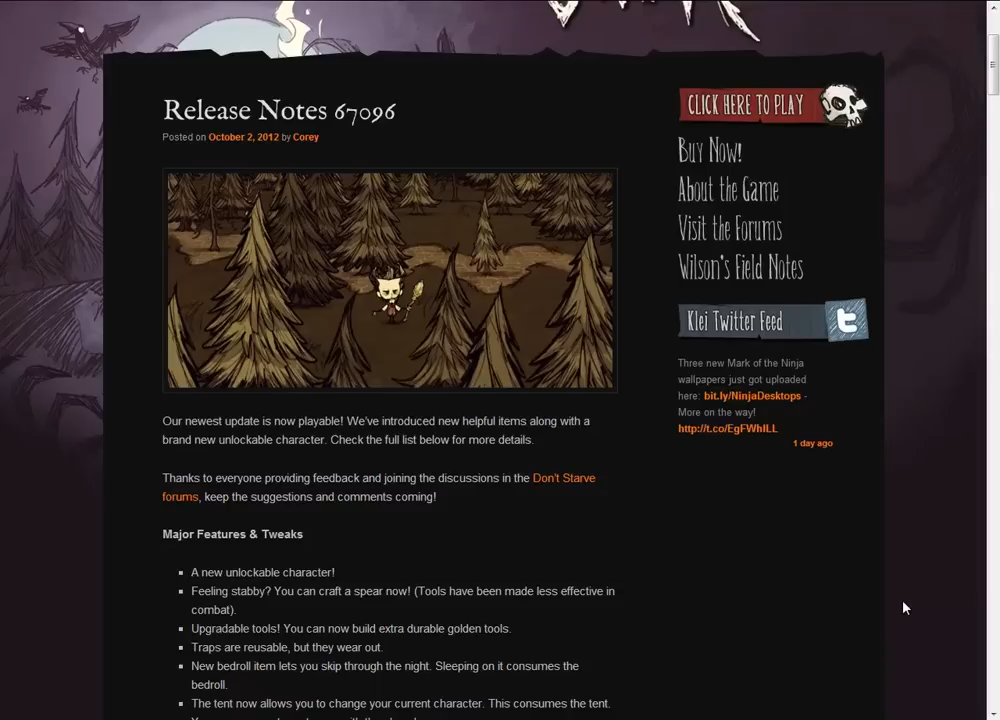 Release Notes 67096
Posted on October 2, 2012 by Corey
Our newest update is now playable! We've introduced new helpful items along with a
brand new unlockable character. Check the full list below for more details.
Thanks to everyone providing feedback and joining the discussions in the Don't Starve
forums, keep the suggestions and comments coming!
Major Features & Tweaks
A new unlockable character!
Feeling stabby? You can craft a spear now! (Tools have been made less effective in
combat).
Upgradable tools! You can now build extra durable golden tools.
Traps are reusable, but they wear out.
New bedroll item lets you skip through the night. Sleeping on it consumes the
bedroll.
The tent now allows you to change your current character. This consumes the tent.
CLICK HERE TO PLAY
Buy Now!
About the Game
Visit the Forums
Wilson's Field Notes
Klei Twitter Feed
Three new Mark of the Ninja
wallpapers just got uploaded
here: bit.ly/NinjaDesktops -
More on the way!
http://t.co/EgFWhILL
1 day ago